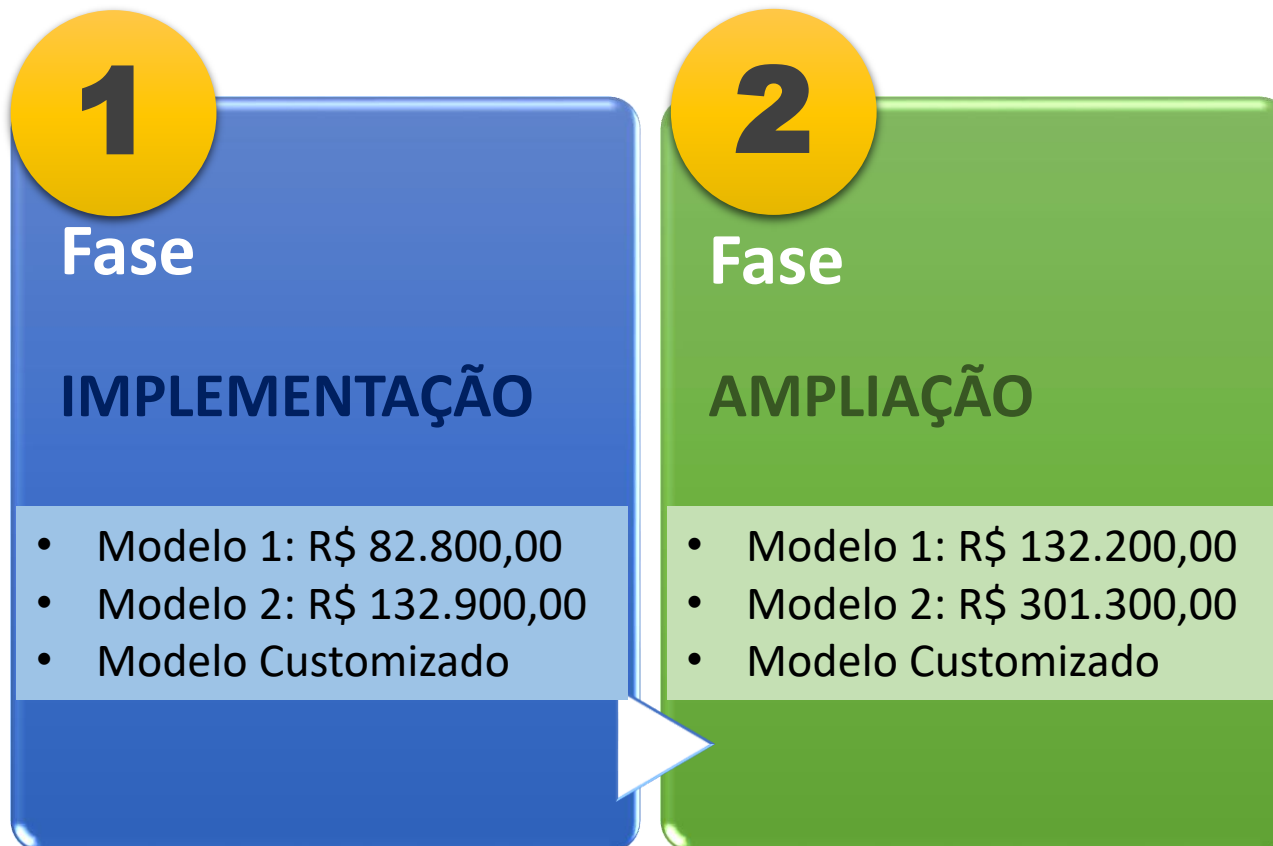 1
Fase
IMPLEMENTAÇÃO
• Modelo 1: R$ 82.800,00
• Modelo 2: R$ 132.900,00
• Modelo Customizado
2
Fase
AMPLIAÇÃO
• Modelo 1: R$ 132.200,00
• Modelo 2: R$ 301.300,00
• Modelo Customizado